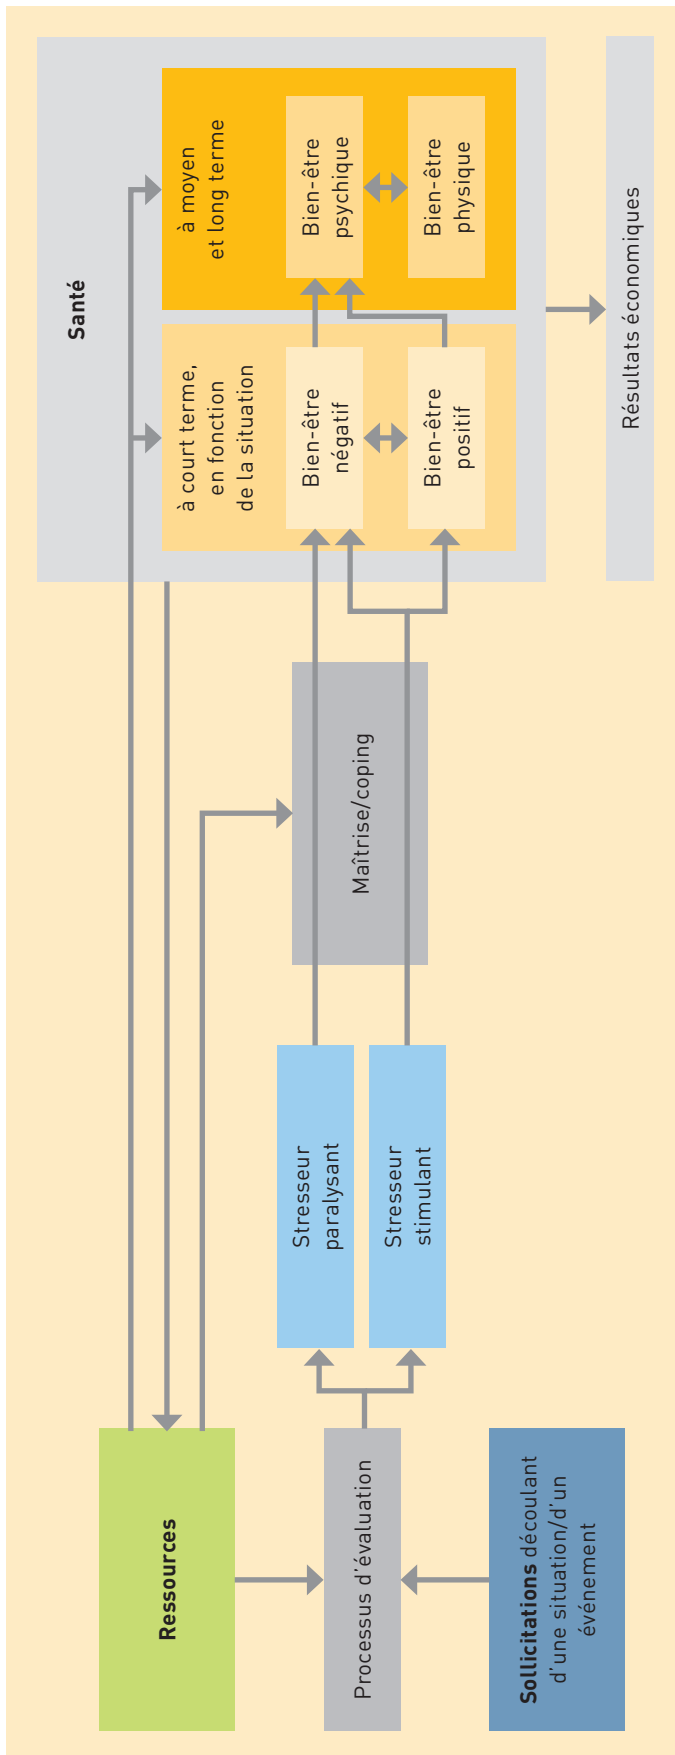 Ressources
Processus d'évaluation
Sollicitations découlant
d'une situation/d'un
événement
Stresseur
paralysant
Stresseur
stimulant
Maîtrise/coping
Santé
à court terme,
en fonction
de la situation
Bien-être
négatif
Bien-être
positif
à moyen
et long terme
Bien-être
psychique
Bien-être
physique
Résultats économiques